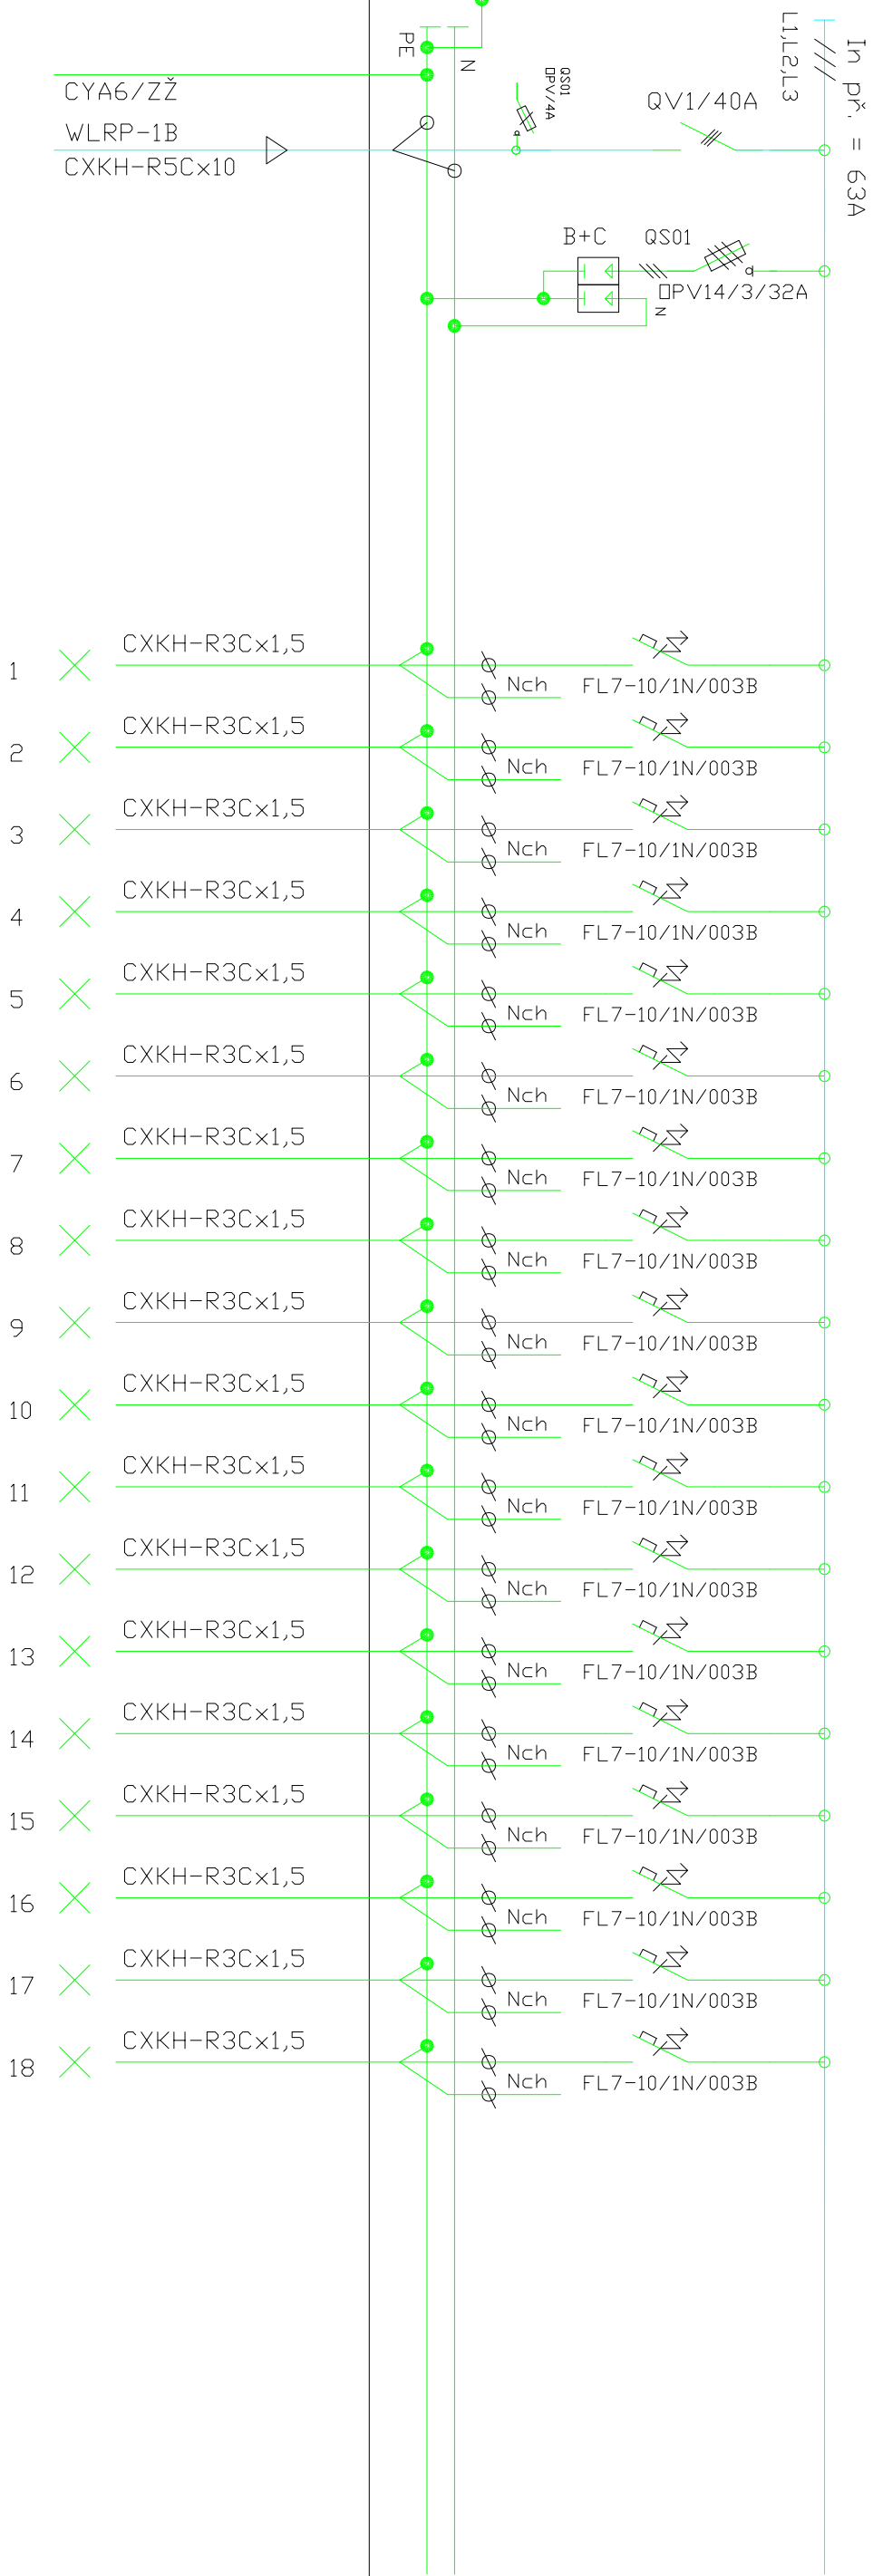 In př. = 63A
L1,L2,L3
PE
N
CYA6/ZŽ
WLRP-1B
CXKH-R5Cx10
QS01
OPV/4A
QV1/40A
B+C
QS01
OPV14/3/32A
N
1
CXKH-R3Cx1,5
Nch
FL7-10/1N/003B
2
CXKH-R3Cx1,5
Nch
FL7-10/1N/003B
3
CXKH-R3Cx1,5
Nch
FL7-10/1N/003B
4
CXKH-R3Cx1,5
Nch
FL7-10/1N/003B
5
CXKH-R3Cx1,5
Nch
FL7-10/1N/003B
6
CXKH-R3Cx1,5
Nch
FL7-10/1N/003B
7
CXKH-R3Cx1,5
Nch
FL7-10/1N/003B
8
CXKH-R3Cx1,5
Nch
FL7-10/1N/003B
9
CXKH-R3Cx1,5
Nch
FL7-10/1N/003B
10
CXKH-R3Cx1,5
Nch
FL7-10/1N/003B
11
CXKH-R3Cx1,5
Nch
FL7-10/1N/003B
12
CXKH-R3Cx1,5
Nch
FL7-10/1N/003B
13
CXKH-R3Cx1,5
Nch
FL7-10/1N/003B
14
CXKH-R3Cx1,5
Nch
FL7-10/1N/003B
15
CXKH-R3Cx1,5
Nch
FL7-10/1N/003B
16
CXKH-R3Cx1,5
Nch
FL7-10/1N/003B
17
CXKH-R3Cx1,5
Nch
FL7-10/1N/003B
18
CXKH-R3Cx1,5
Nch
FL7-10/1N/003B